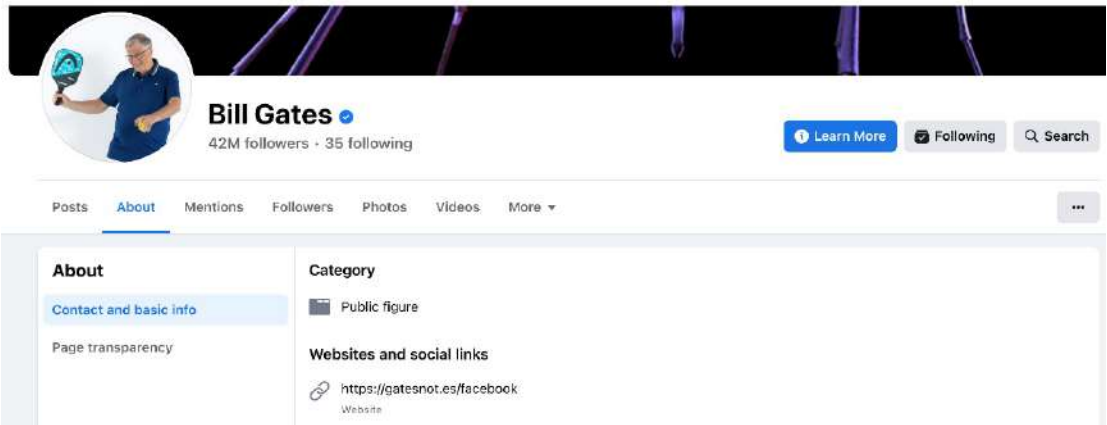 Bill Gates
42M followers · 35 following
Learn More
Following
Search
Posts About Mentions Followers Photos Videos More
About
Contact and basic info
Page transparency
Category
Public figure
Websites and social links
https://gatesnot.es/facebook
Website